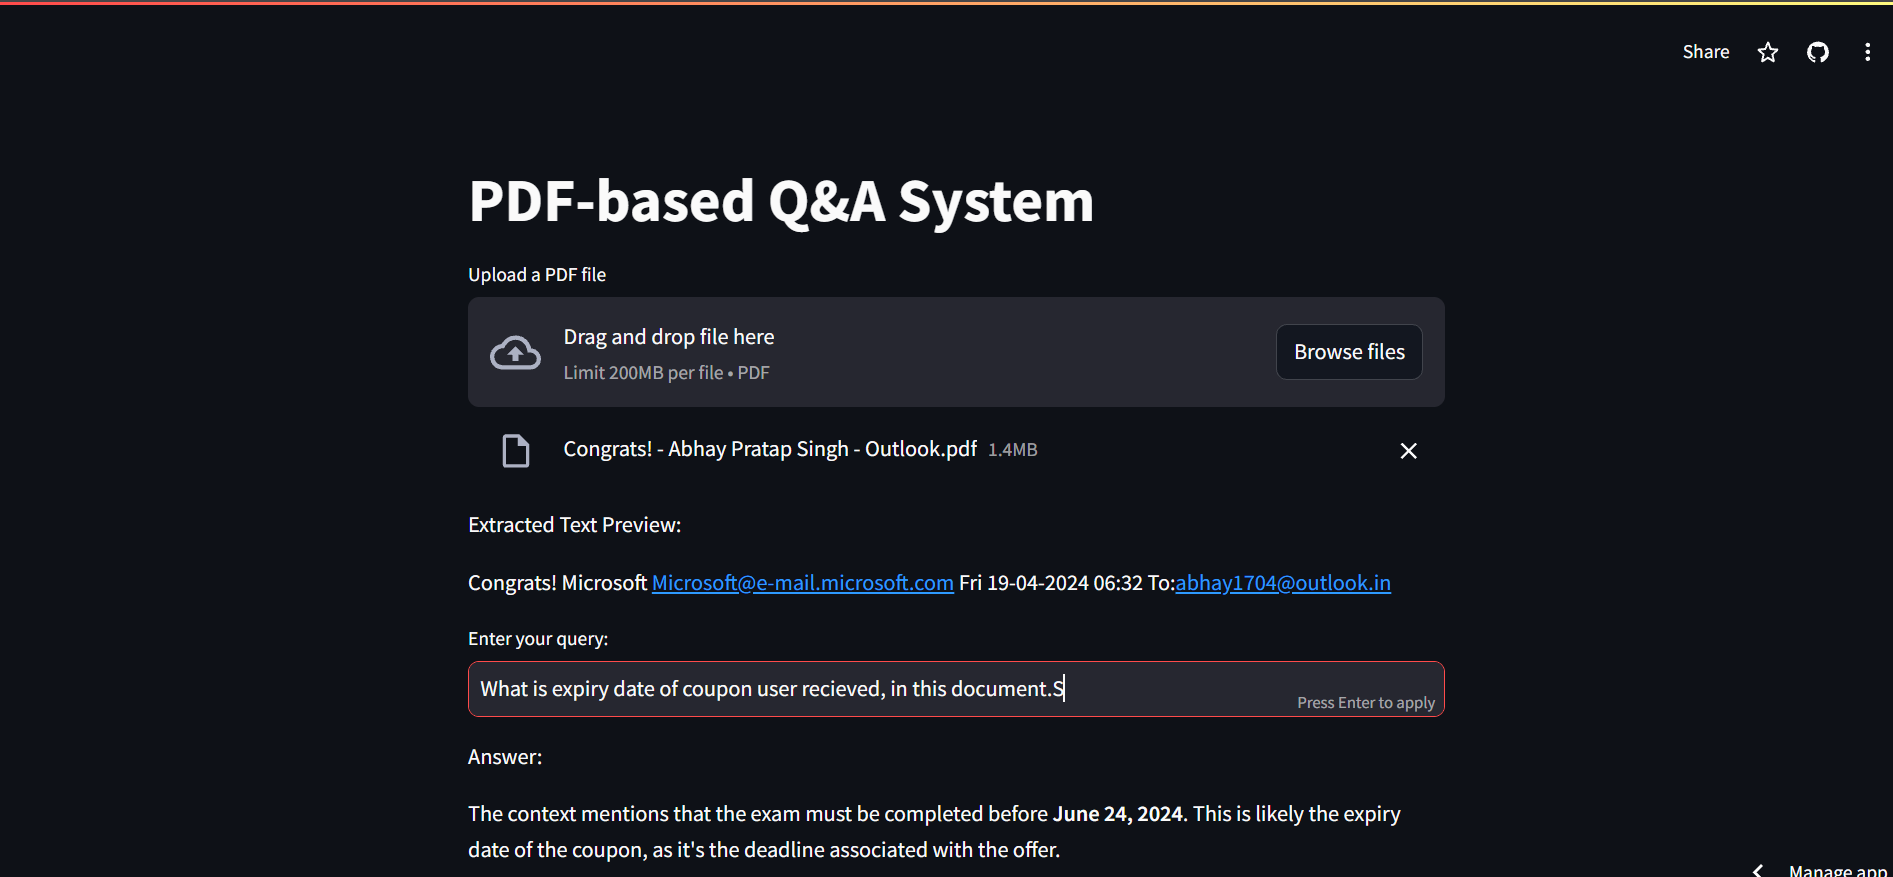 Share
PDF-based Q&A System
Upload a PDF file
Drag and drop file here
Limit 200MB per file • PDF
Browse files
Congrats! - Abhay Pratap Singh - Outlook.pdf 1.4MB
Extracted Text Preview:
Congrats! Microsoft Microsoft@e-mail.microsoft.com Fri 19-04-2024 06:32 To:abhay1704@outlook.in
Enter your query:
What is expiry date of coupon user recieved, in this document.S
Press Enter to apply
Answer:
The context mentions that the exam must be completed before June 24, 2024. This is likely the expiry
date of the coupon, as it's the deadline associated with the offer.
Manage app